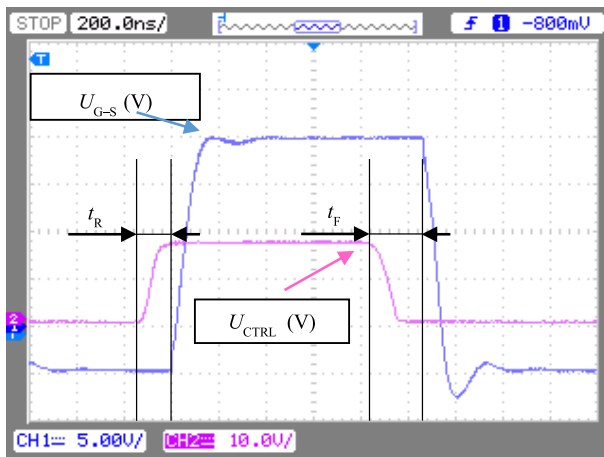 STOP 200.0ns/ 1 -800mV
T
U_G–S (V)
t_R
t_F
U_CTRL (V)
2
1
CH1 5.00V/ CH2 10.0V/